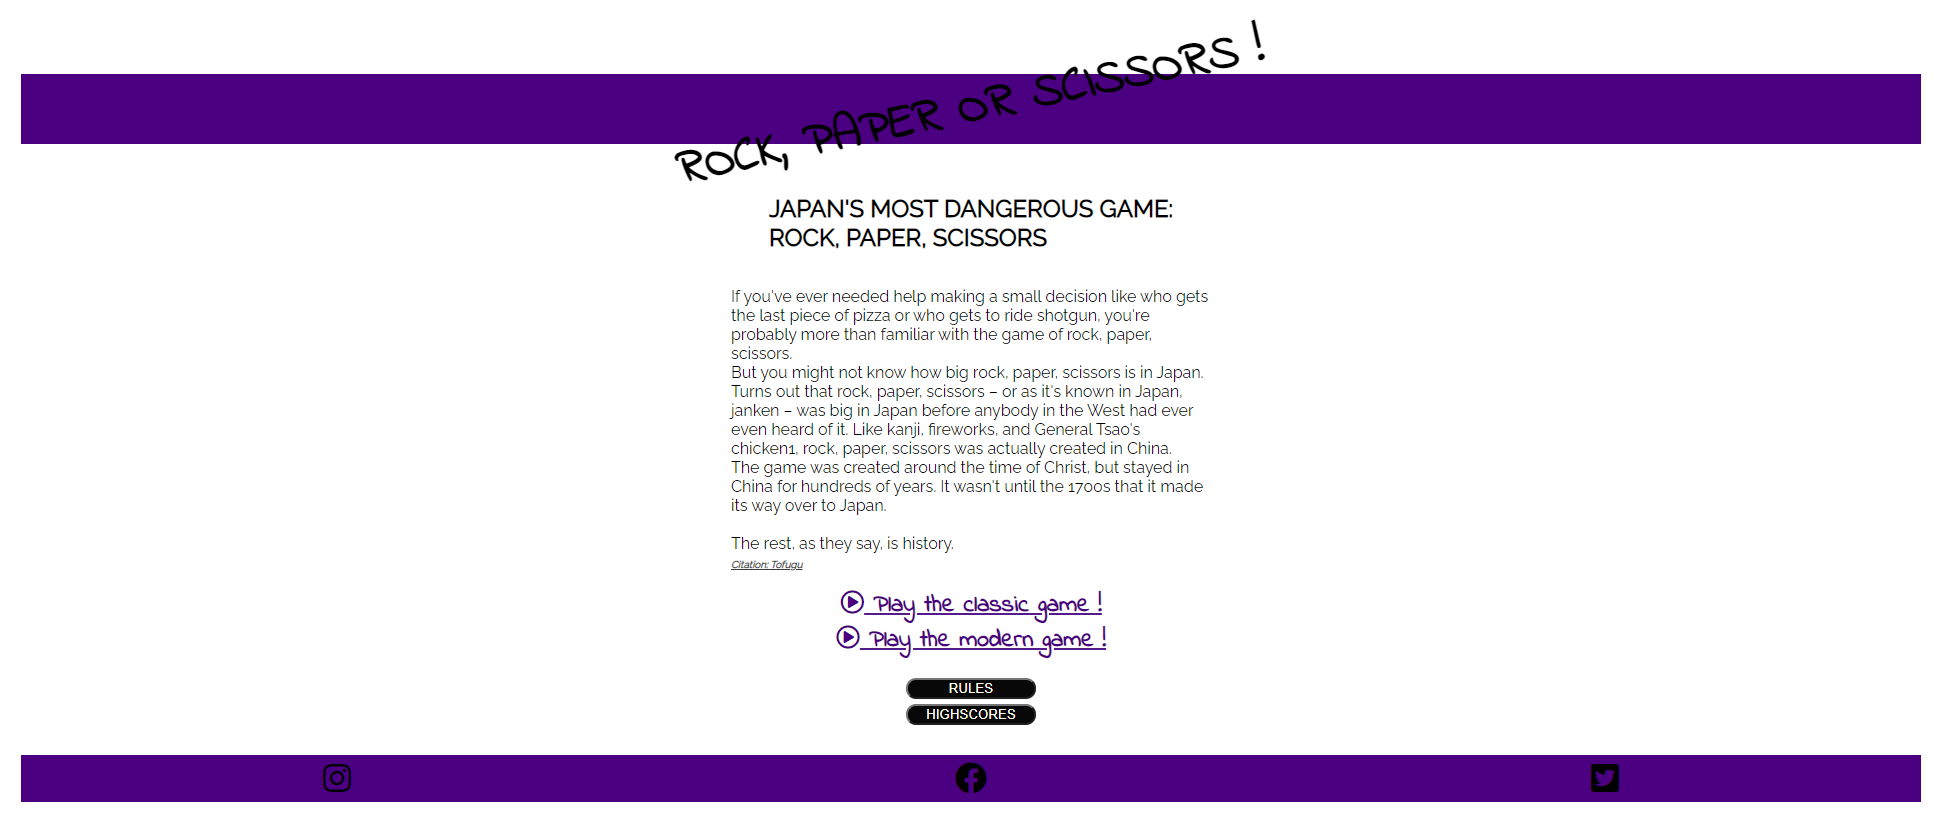 ROCK, PAPER OR SCISSORS !
JAPAN'S MOST DANGEROUS GAME:
ROCK, PAPER, SCISSORS
If you've ever needed help making a small decision like who gets
the last piece of pizza or who gets to ride shotgun, you're
probably more than familiar with the game of rock, paper,
scissors.
But you might not know how big rock, paper, scissors is in Japan.
Turns out that rock, paper, scissors – or as it's known in Japan,
janken – was big in Japan before anybody in the West had ever
even heard of it. Like kanji, fireworks, and General Tsao's
chicken1, rock, paper, scissors was actually created in China.
The game was created around the time of Christ, but stayed in
China for hundreds of years. It wasn't until the 1700s that it made
its way over to Japan.
The rest, as they say, is history.
Citation: Tofugu
Play the classic game !
Play the modern game !
RULES
HIGHSCORES